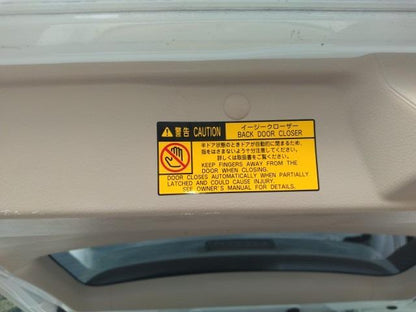 警告 CAUTION
イージークローザー
BACK DOOR CLOSER
半ドア状態のときドアが自動的に閉まるため、
指をはさまないよう十分注意してください。
詳しくは取扱書をご覧ください。
KEEP FINGERS AWAY FROM THE
DOOR WHEN CLOSING.
DOOR CLOSES AUTOMATICALLY WHEN PARTIALLY
LATCHED AND COULD CAUSE INJURY.
SEE OWNER'S MANUAL FOR DETAILS.